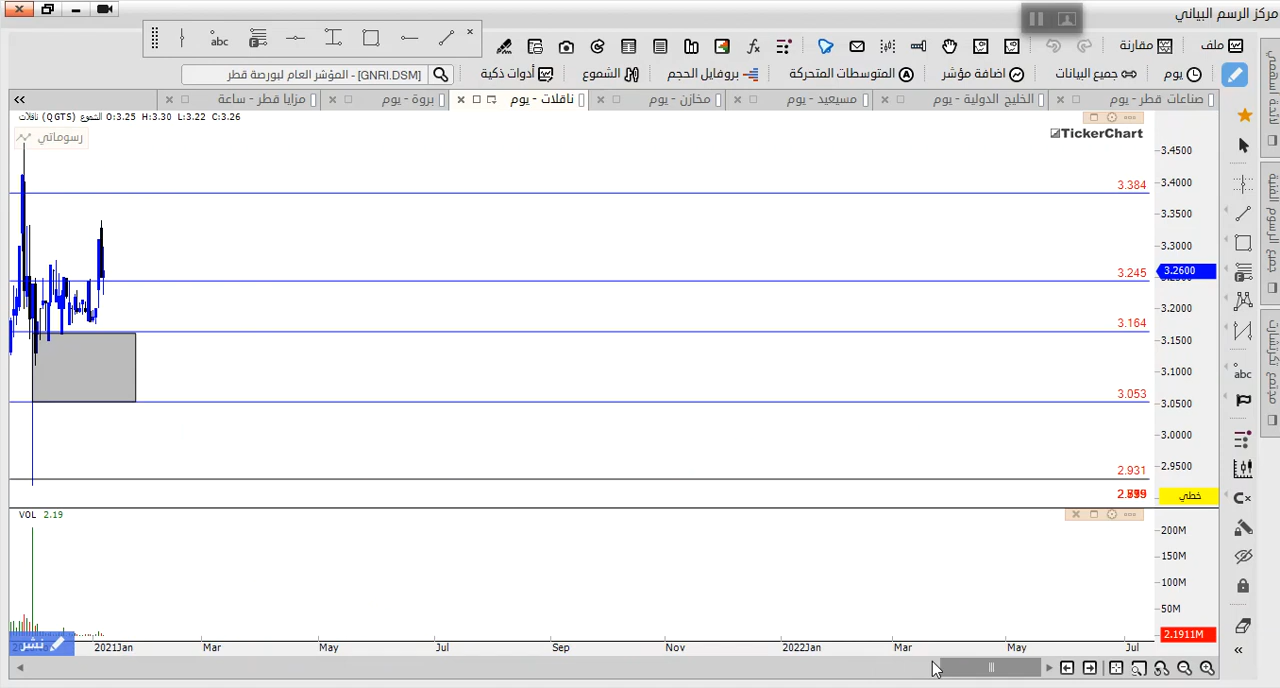 مركز الرسم البياني
abc
ملف
مقارنة
يوم
جميع البيانات
اضافة مؤشر
المتوسطات المتحركة
بروفايل الحجم
الشموع
أدوات ذكية
[GNRI.DSM] - المؤشر العام لبورصة قطر
صناعات قطر - يوم
الخليج الدولية - يوم
مسيعيد - يوم
مخازن - يوم
ناقلات - يوم
بروة - يوم
مزايا قطر - ساعة
ناقلات (QGTS) الشموع O:3.25 H:3.30 L:3.22 C:3.26
رسوماتي
TickerChart
3.384
3.245
3.164
3.053
2.931
3.4500
3.4000
3.3500
3.3000
3.2600
3.2000
3.1500
3.1000
3.0500
3.0000
2.9500
خطي
VOL 2.19
200M
150M
100M
50M
2.1911M
نشر
2021Jan
Mar
May
Jul
Sep
Nov
2022Jan
Mar
May
Jul
abc